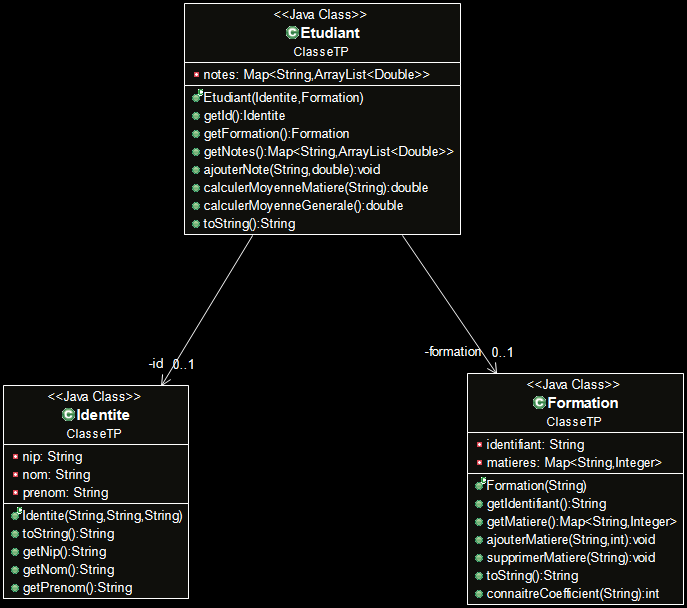 <<Java Class>>
Etudiant
ClasseTP
notes: Map<String,ArrayList<Double>>
Etudiant(Identite,Formation)
getId():Identite
getFormation():Formation
getNotes():Map<String,ArrayList<Double>>
ajouterNote(String,double):void
calculerMoyenneMatiere(String):double
calculerMoyenneGenerale():double
toString():String
-id 0..1
-formation 0..1
<<Java Class>>
Identite
ClasseTP
nip: String
nom: String
prenom: String
Identite(String,String,String)
toString():String
getNip():String
getNom():String
getPrenom():String
<<Java Class>>
Formation
ClasseTP
identifiant: String
matieres: Map<String,Integer>
Formation(String)
getIdentifiant():String
getMatiere():Map<String,Integer>
ajouterMatiere(String,int):void
supprimerMatiere(String):void
toString():String
connaitreCoefficient(String):int